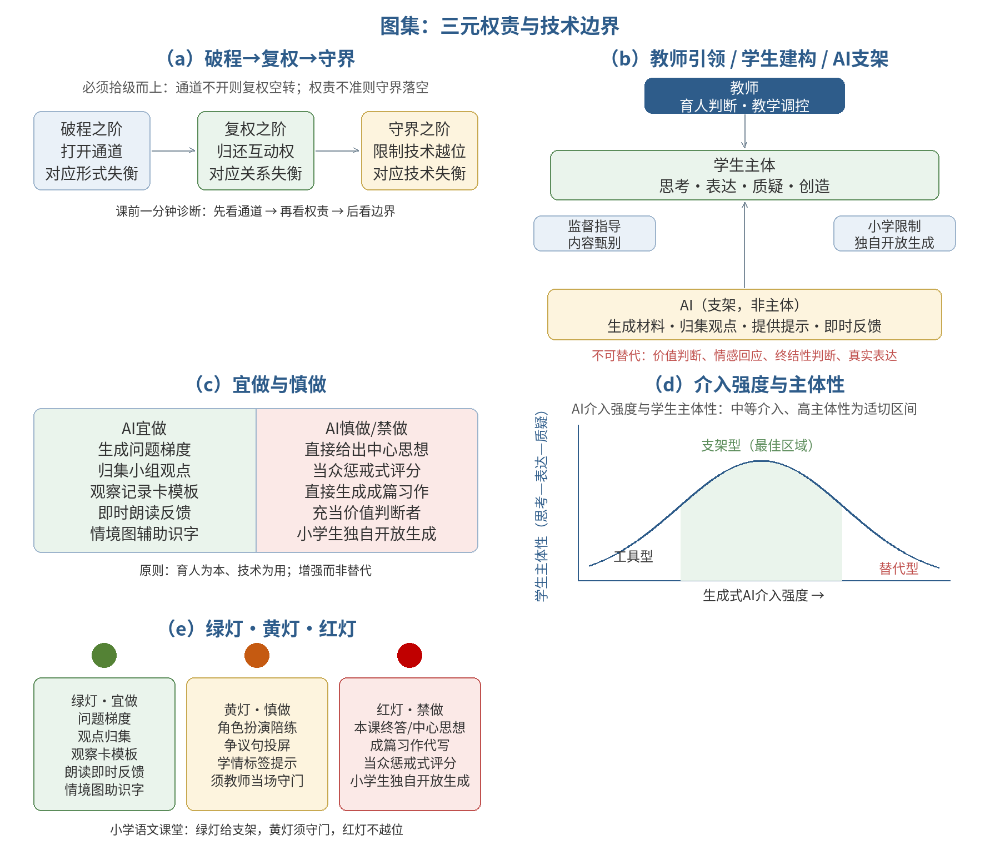 图集：三元权责与技术边界
（a）破程→复权→守界
必须拾级而上：通道不开则复权空转；权责不准则守界落空
破程之阶
打开通道
对应形式失衡
复权之阶
归还互动权
对应关系失衡
守界之阶
限制技术越位
对应技术失衡
课前一分钟诊断：先看通道 → 再看权责 → 后看边界
（b）教师引领 / 学生建构 / AI支架
教师
育人判断・教学调控
学生主体
思考・表达・质疑・创造
监督指导
内容甄别
小学限制
独自开放生成
AI（支架，非主体）
生成材料・归集观点・提供提示・即时反馈
不可替代：价值判断、情感回应、终结性判断、真实表达
（c）宜做与慎做
AI宜做
生成问题梯度
归集小组观点
观察记录卡模板
即时朗读反馈
情境图辅助识字
AI慎做/禁做
直接给出中心思想
当众惩戒式评分
直接生成成篇习作
充当价值判断者
小学生独自开放生成
原则：育人为本、技术为用；增强而非替代
（d）介入强度与主体性
AI介入强度与学生主体性：中等介入、高主体性为适切区间
学生主体性（思考—表达—质疑）
支架型（最佳区域）
工具型
替代型
生成式AI介入强度 →
（e）绿灯・黄灯・红灯
绿灯・宜做
问题梯度
观点归集
观察卡模板
朗读即时反馈
情境图助识字
黄灯・慎做
角色扮演陪练
争议句投屏
学情标签提示
须教师当场守门
红灯・禁做
本课终答/中心思想
成篇习作代写
当众惩戒式评分
小学生独自开放生成
小学语文课堂：绿灯给支架，黄灯须守门，红灯不越位